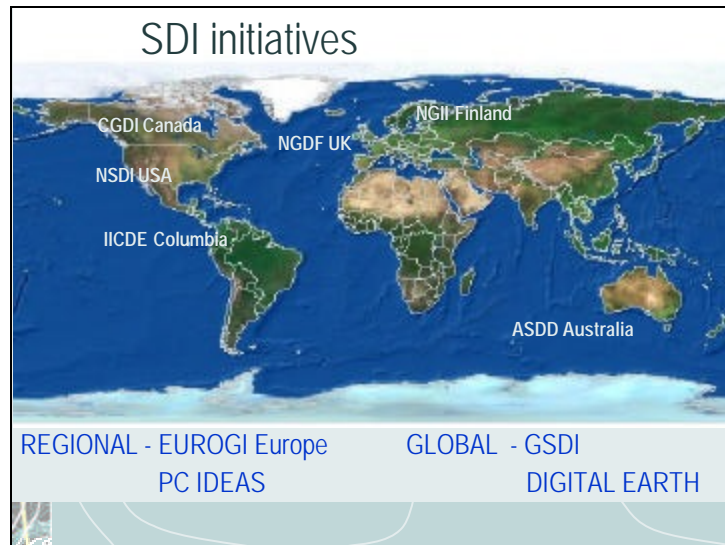 SDI initiatives
NGII Finland
CGDI Canada
NGDF UK
NSDI USA
IICDE Columbia
ASDD Australia
REGIONAL - EUROGI Europe
PC IDEAS
GLOBAL - GSDI
DIGITAL EARTH